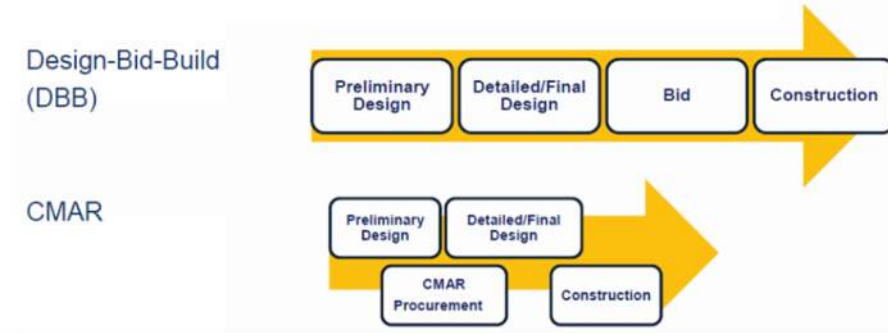 Design-Bid-Build
(DBB)
Preliminary
Design
Detailed/Final
Design
Bid
Construction
CMAR
Preliminary
Design
Detailed/Final
Design
CMAR
Procurement
Construction